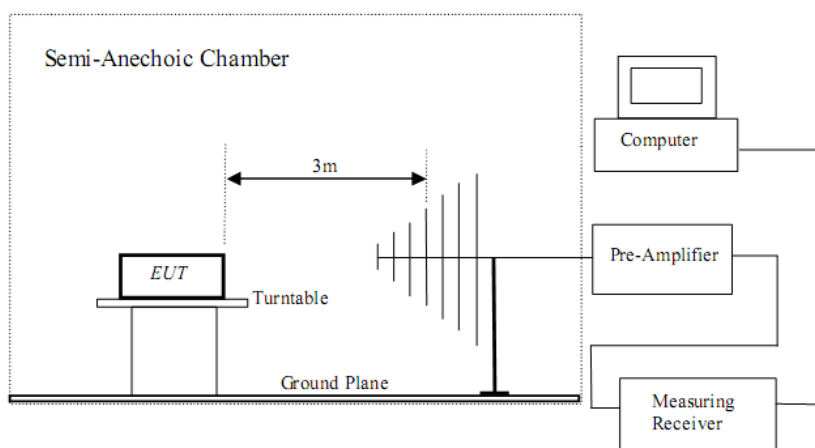 Semi-Anechoic Chamber
Computer
3m
Pre-Amplifier
EUT
Turntable
Ground Plane
Measuring
Receiver